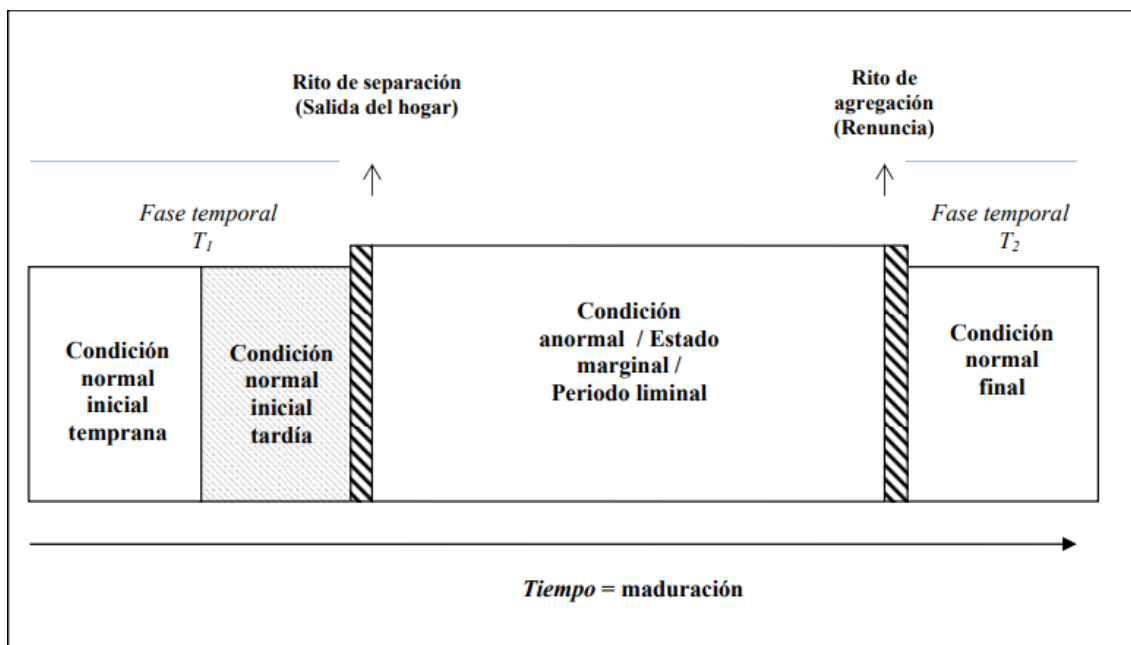 Rito de separación
(Salida del hogar)
Rito de
agregación
(Renuncia)
Fase temporal
T1
Fase temporal
T2
Condición
normal
inicial
temprana
Condición
normal
inicial
tardía
Condición
anormal / Estado
marginal /
Periodo liminal
Condición
normal
final
Tiempo = maduración